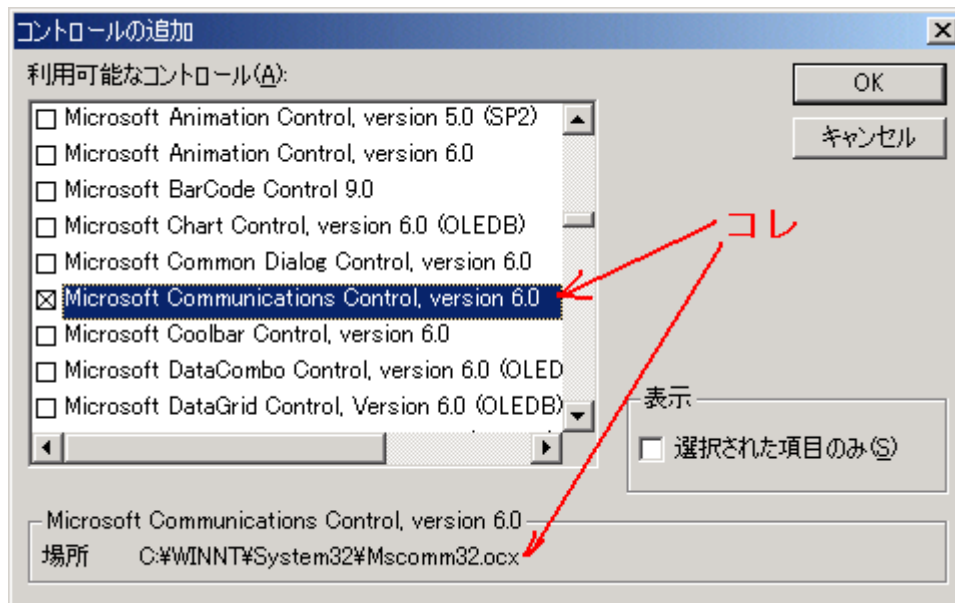 コントロールの追加
利用可能なコントロール(A):
Microsoft Animation Control, version 5.0 (SP2)
Microsoft Animation Control, version 6.0
Microsoft BarCode Control 9.0
Microsoft Chart Control, version 6.0 (OLEDB)
Microsoft Common Dialog Control, version 6.0
Microsoft Communications Control, version 6.0
Microsoft Coolbar Control, version 6.0
Microsoft DataCombo Control, version 6.0 (OLED
Microsoft DataGrid Control, Version 6.0 (OLEDB)
OK
キャンセル
コレ
表示
選択された項目のみ(S)
Microsoft Communications Control, version 6.0
場所 C:¥WINNT¥System32¥Mscomm32.ocx